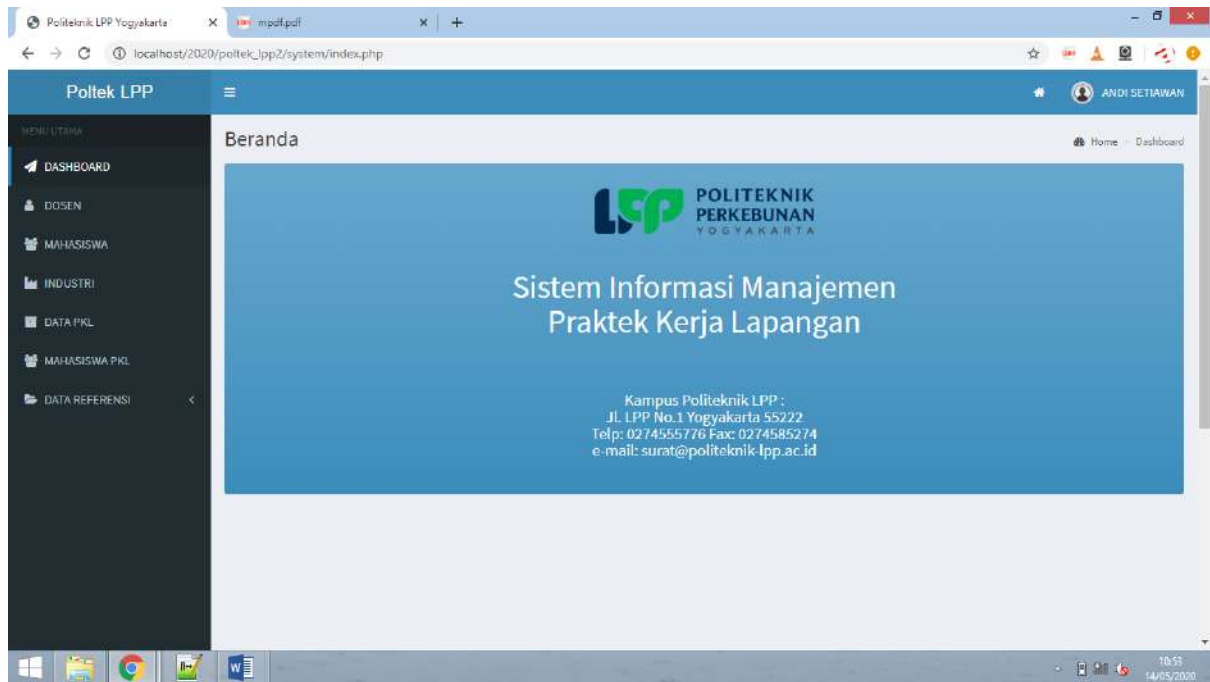 Politeknik LPP Yogyakarta
mpdf.pdf
localhost/2020/poltek_lpp2/system/index.php
Poltek LPP
ANDI SETIAWAN
MENU UTAMA
Beranda
Home
Dashboard
DASHBOARD
DOSEN
MAHASISWA
INDUSTRI
DATA PKL
MAHASISWA PKL
DATA REFERENSI
LPP
POLITEKNIK
PERKEBUNAN
YOGYAKARTA
Sistem Informasi Manajemen
Praktek Kerja Lapangan
Kampus Politeknik LPP :
Jl. LPP No.1 Yogyakarta 55222
Telp: 0274555776 Fax: 0274585274
e-mail: surat@politeknik-lpp.ac.id
10:53
14/05/2020